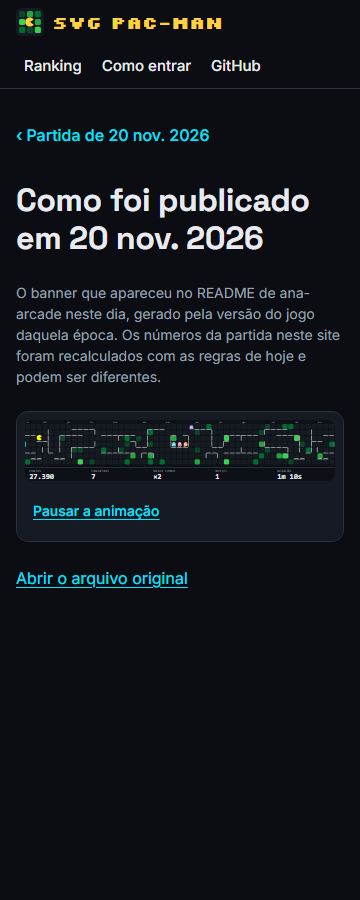 SVG PAC-MAN
Ranking Como entrar GitHub
‹ Partida de 20 nov. 2026
Como foi publicado
em 20 nov. 2026
O banner que apareceu no README de ana-
arcade neste dia, gerado pela versão do jogo
daquela época. Os números da partida neste site
foram recalculados com as regras de hoje e
podem ser diferentes.
27.390 7 ×2 1 1m 10s
Pausar a animação
Abrir o arquivo original